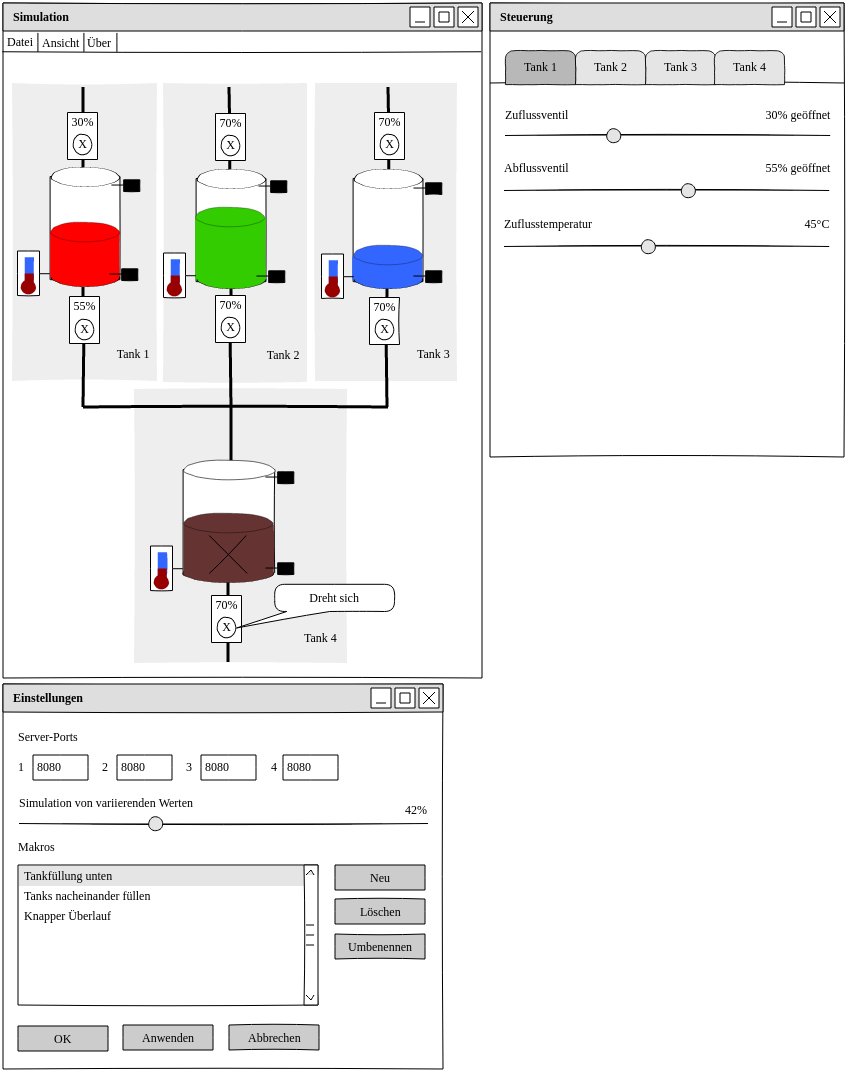 Simulation
Datei Ansicht Über
30% 70% 70%
X X X
55% 70% 70%
X X X
Tank 1 Tank 2 Tank 3
70%
X
Dreht sich
Tank 4
Steuerung
Tank 1 Tank 2 Tank 3 Tank 4
Zuflussventil 30% geöffnet
Abflussventil 55% geöffnet
Zuflusstemperatur 45°C
Einstellungen
Server-Ports
1 8080 2 8080 3 8080 4 8080
Simulation von variierenden Werten
42%
Makros
Tankfüllung unten
Tanks nacheinander füllen
Knapper Überlauf
Neu
Löschen
Umbenennen
OK Anwenden Abbrechen